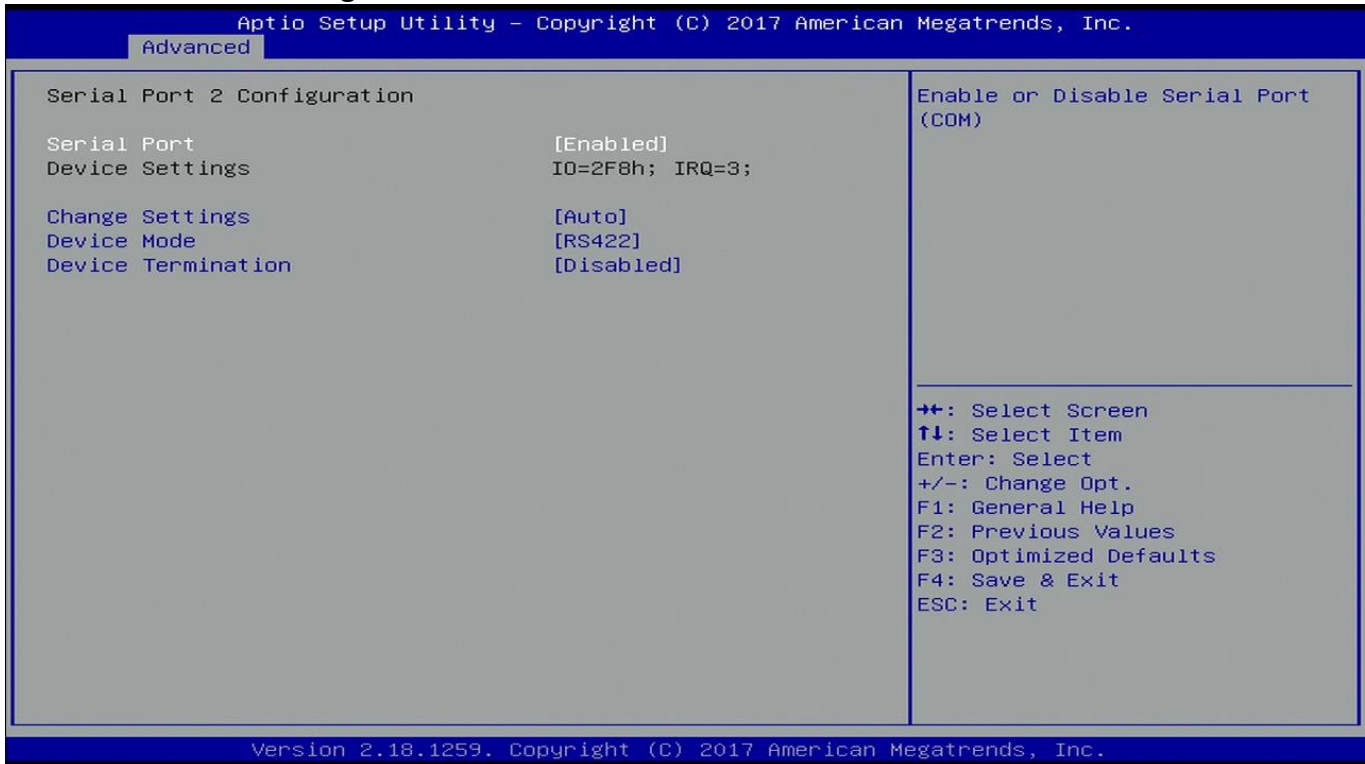 Aptio Setup Utility – Copyright (C) 2017 American Megatrends, Inc.
Advanced
Serial Port 2 Configuration
Serial Port [Enabled]
Device Settings IO=2F8h; IRQ=3;
Change Settings [Auto]
Device Mode [RS422]
Device Termination [Disabled]
Enable or Disable Serial Port
(COM)
→←: Select Screen
↑↓: Select Item
Enter: Select
+/-: Change Opt.
F1: General Help
F2: Previous Values
F3: Optimized Defaults
F4: Save & Exit
ESC: Exit
Version 2.18.1259. Copyright (C) 2017 American Megatrends, Inc.